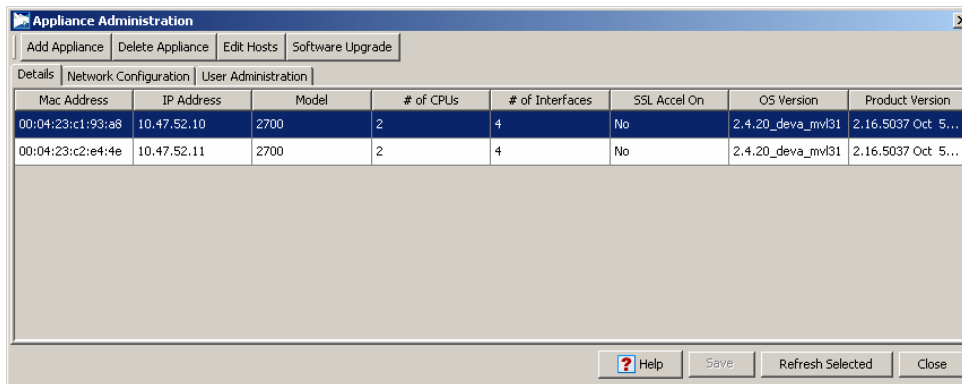 Appliance Administration
Add Appliance Delete Appliance Edit Hosts Software Upgrade
Details Network Configuration User Administration
Mac Address IP Address Model # of CPUs # of Interfaces SSL Accel On OS Version Product Version
00:04:23:c1:93:a8 10.47.52.10 2700 2 4 No 2.4.20_deva_mvl31 2.16.5037 Oct 5...
00:04:23:c2:e4:4e 10.47.52.11 2700 2 4 No 2.4.20_deva_mvl31 2.16.5037 Oct 5...
? Help Save Refresh Selected Close